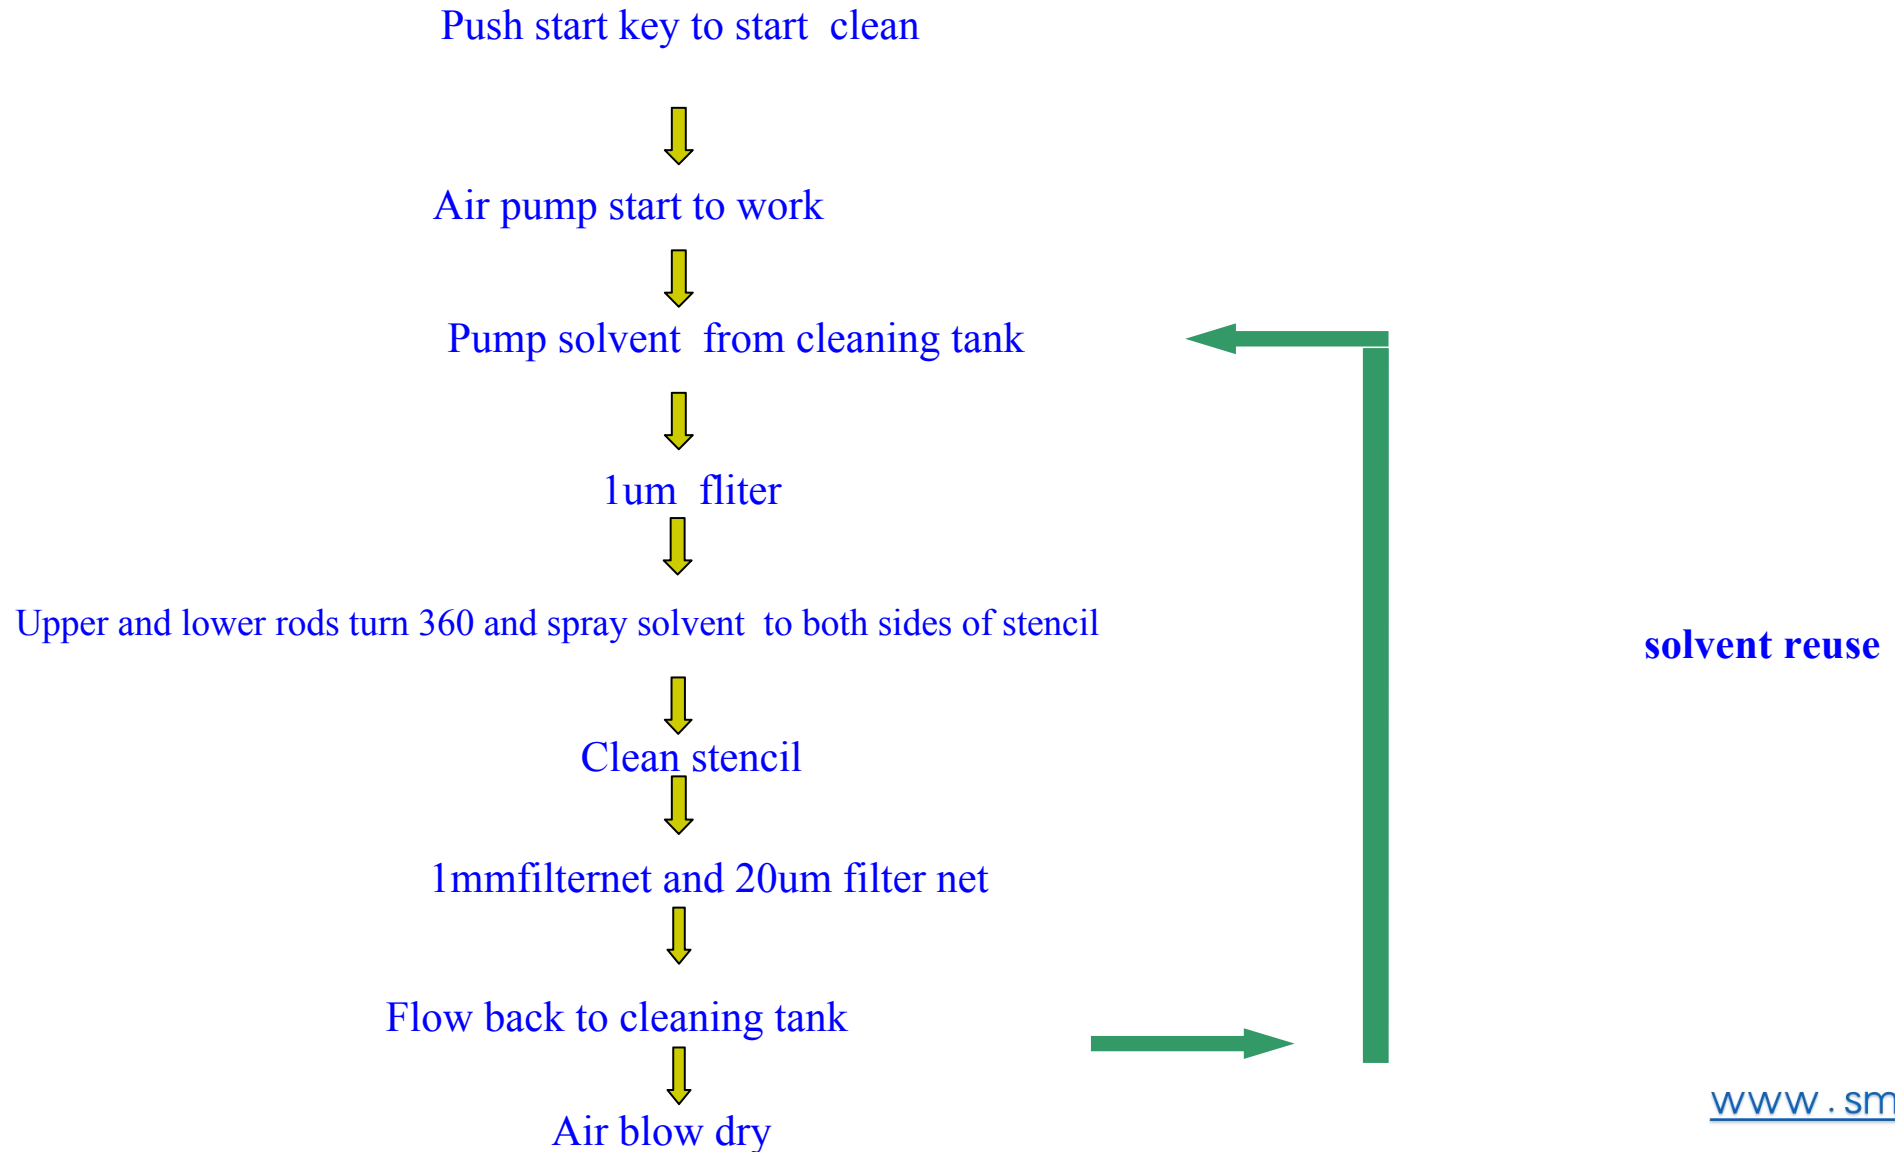 Push start key to start clean
Air pump start to work
Pump solvent from cleaning tank
1um fliter
Upper and lower rods turn 360 and spray solvent to both sides of stencil
solvent reuse
Clean stencil
1mmfilternet and 20um filter net
Flow back to cleaning tank
www.sm
Air blow dry